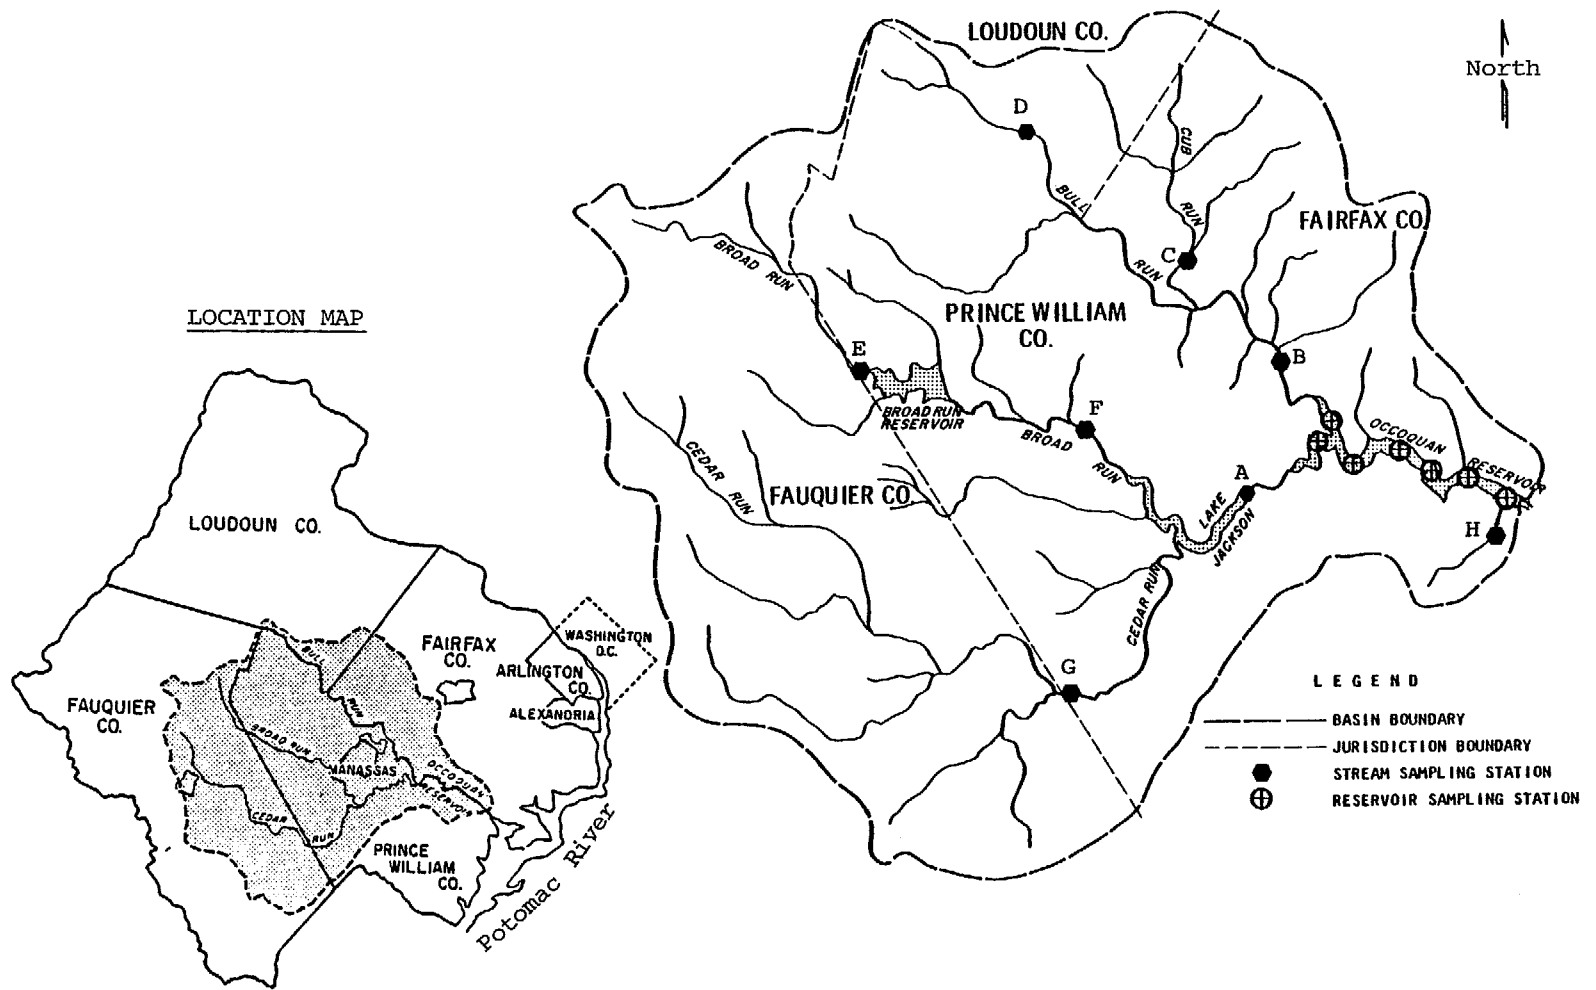 LOUDOUN CO.
North
D
CUB
RUN
BULL
RUN
FAIRFAX CO.
C
BROAD RUN
PRINCE WILLIAM
CO.
E
B
BROAD RUN
RESERVOIR
F
BROAD
RUN
OCCOQUAN
RESERVOIR
CEDAR RUN
FAUQUIER CO.
A
LAKE
JACKSON
H
CEDAR RUN
G
LEGEND
BASIN BOUNDARY
JURISDICTION BOUNDARY
STREAM SAMPLING STATION
RESERVOIR SAMPLING STATION
LOCATION MAP
LOUDOUN CO.
FAIRFAX
CO.
WASHINGTON
D.C.
ARLINGTON
CO.
ALEXANDRIA
FAUQUIER
CO.
BULL
RUN
BROAD RUN
MANASSAS
OCCOQUAN
RESERVOIR
CEDAR
RUN
PRINCE
WILLIAM
CO.
Potomac River